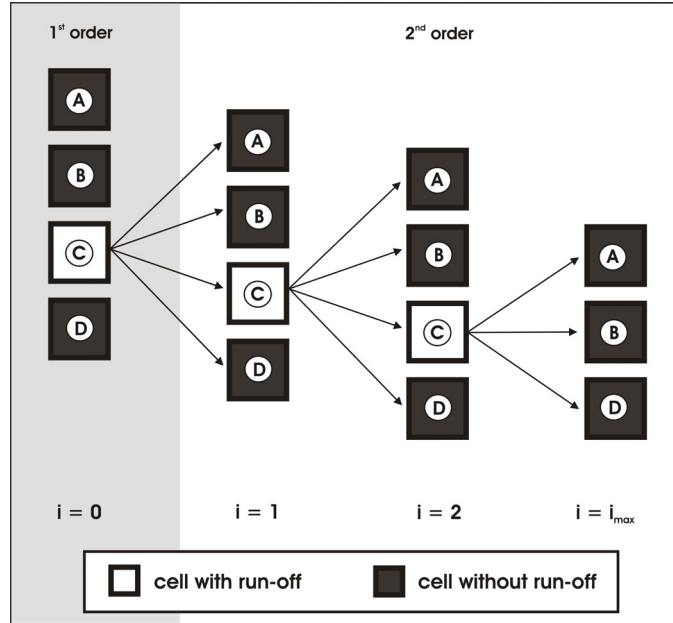 1st order
2nd order
A
B
C
D
A
B
C
D
A
B
C
D
A
B
D
i = 0
i = 1
i = 2
i = imax
cell with run-off
cell without run-off